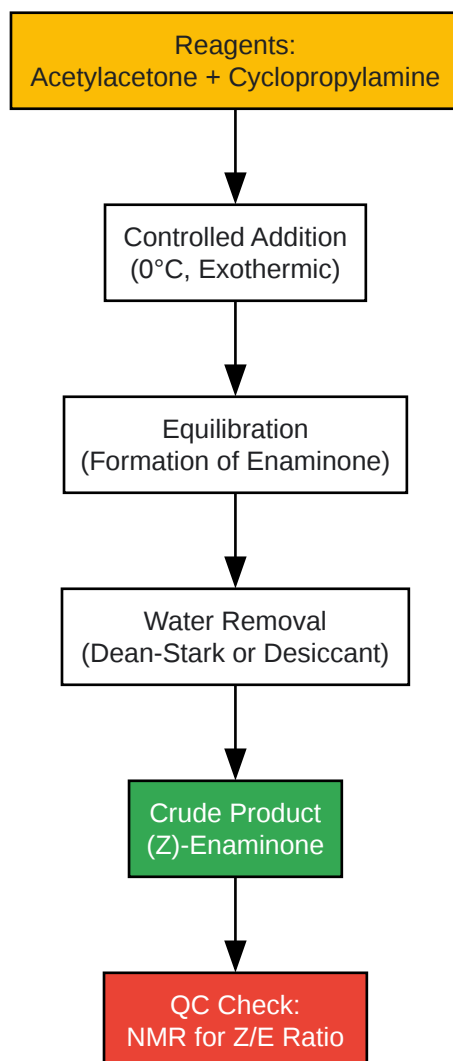 Reagents:
Acetylacetone + Cyclopropylamine
Controlled Addition
(0°C, Exothermic)
Equilibration
(Formation of Enaminone)
Water Removal
(Dean-Stark or Desiccant)
Crude Product
(Z)-Enaminone
QC Check:
NMR for Z/E Ratio